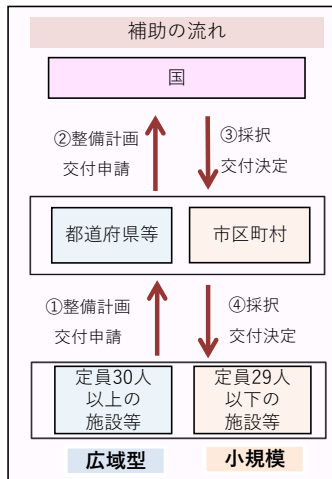 補助の流れ
国
②整備計画
交付申請
③採択
交付決定
都道府県等
市区町村
①整備計画
交付申請
④採択
交付決定
定員30人
以上の
施設等
定員29人
以下の
施設等
広域型
小規模